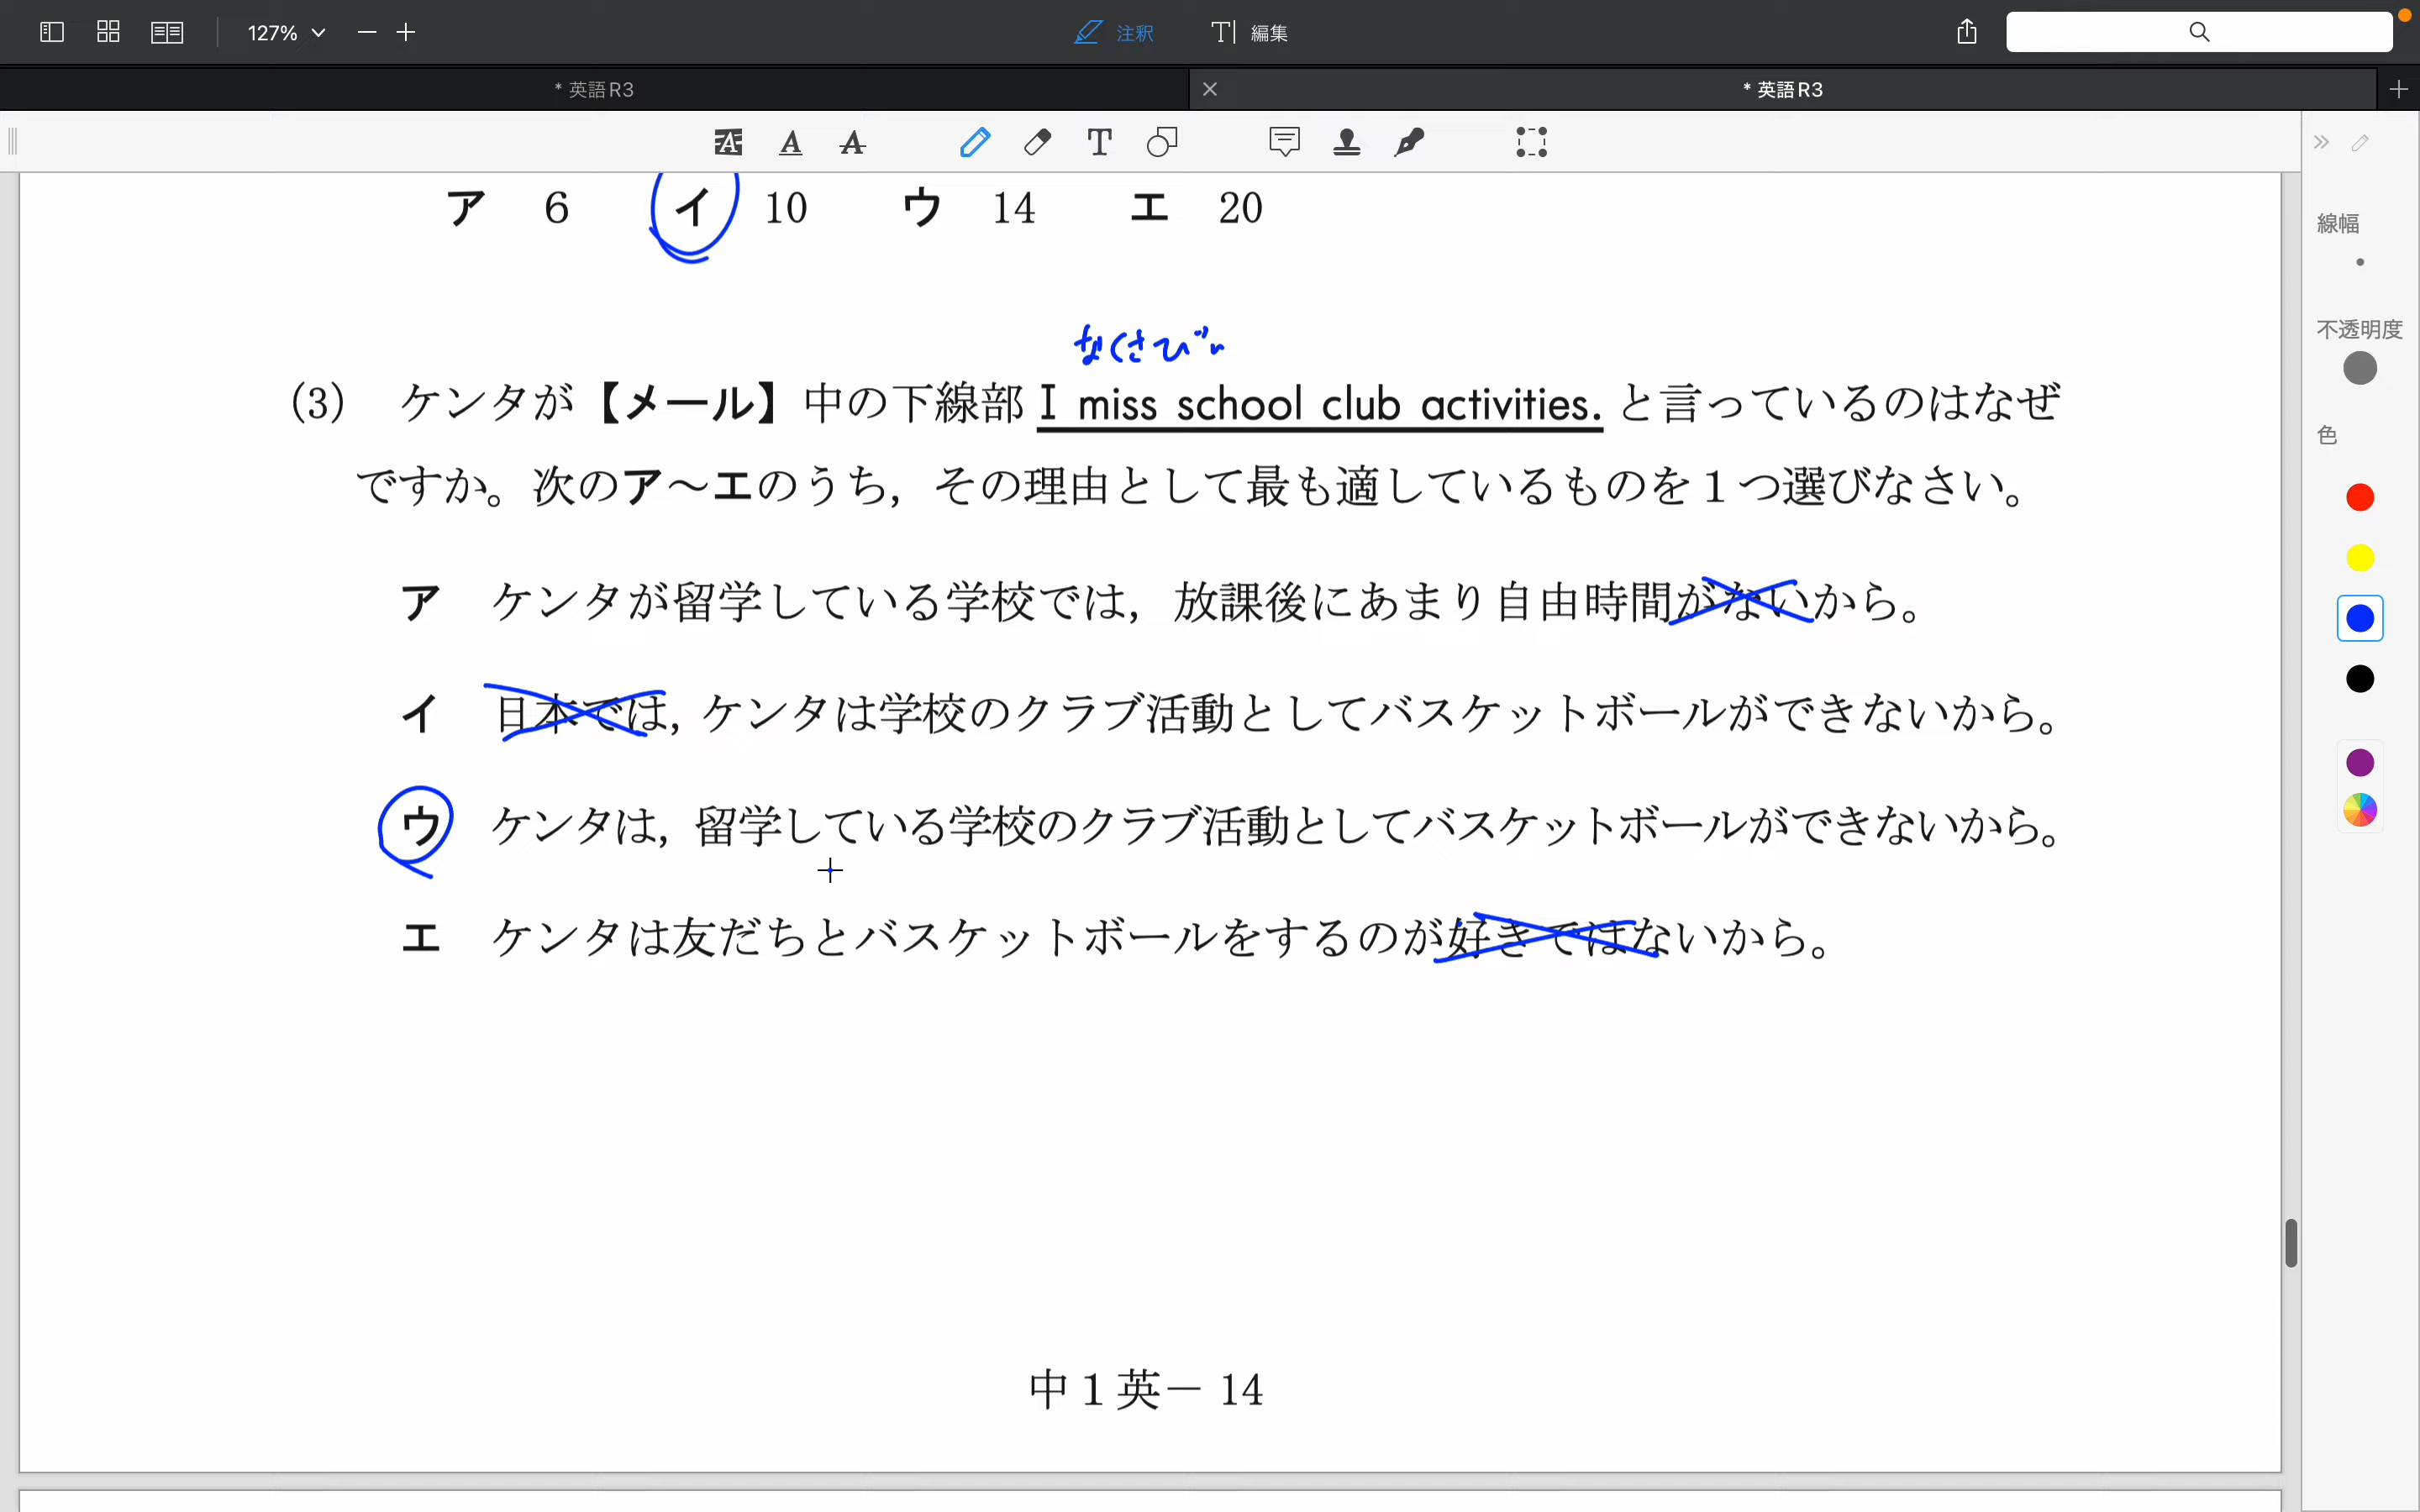 127% 注釈 編集
* 英語R3 * 英語R3
線幅
不透明度
色
ア 6 イ 10 ウ 14 エ 20
(3) ケンタが【メール】中の下線部 I miss school club activities. と言っているのはなぜ
ですか。次のア～エのうち，その理由として最も適しているものを1つ選びなさい。
ア ケンタが留学している学校では，放課後にあまり自由時間がないから。
イ 日本では，ケンタは学校のクラブ活動としてバスケットボールができないから。
ウ ケンタは，留学している学校のクラブ活動としてバスケットボールができないから。
エ ケンタは友だちとバスケットボールをするのが好きではないから。
中1英－14